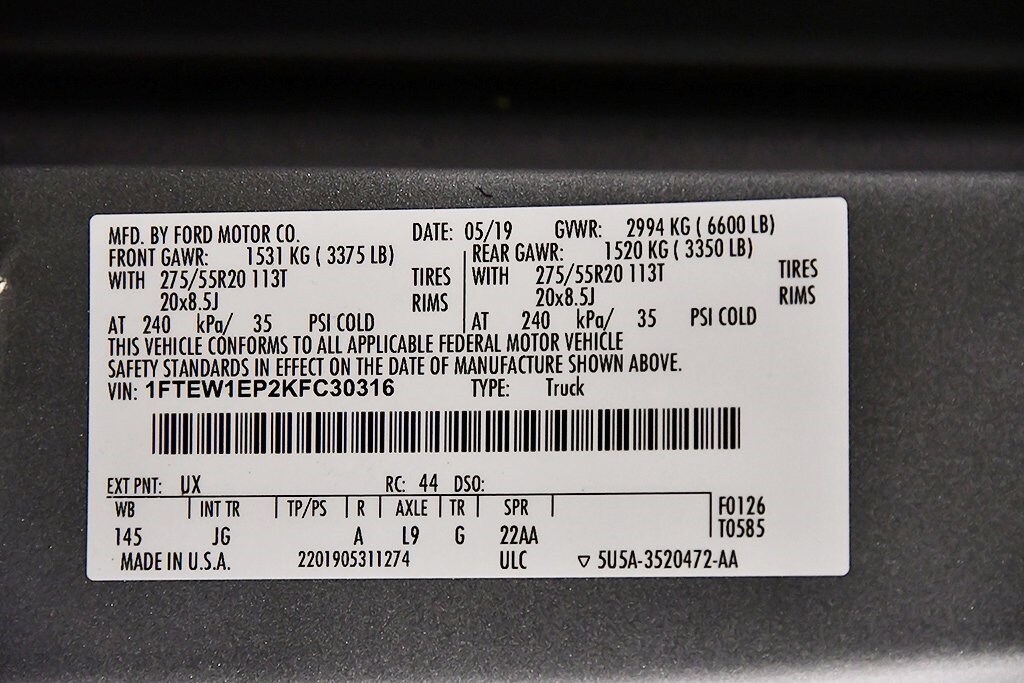 MFD. BY FORD MOTOR CO. DATE: 05/19 GVWR: 2994 KG ( 6600 LB)
FRONT GAWR: 1531 KG ( 3375 LB) REAR GAWR: 1520 KG ( 3350 LB)
WITH 275/55R20 113T TIRES WITH 275/55R20 113T TIRES
20x8.5J RIMS 20x8.5J RIMS
AT 240 kPa/ 35 PSI COLD AT 240 kPa/ 35 PSI COLD
THIS VEHICLE CONFORMS TO ALL APPLICABLE FEDERAL MOTOR VEHICLE
SAFETY STANDARDS IN EFFECT ON THE DATE OF MANUFACTURE SHOWN ABOVE.
VIN: 1FTEW1EP2KFC30316 TYPE: Truck
EXT PNT: UX RC: 44 DSO:
WB INT TR TP/PS R AXLE TR SPR F0126
145 JG A L9 G 22AA T0585
MADE IN U.S.A. 2201905311274 ULC ▽ 5U5A-3520472-AA